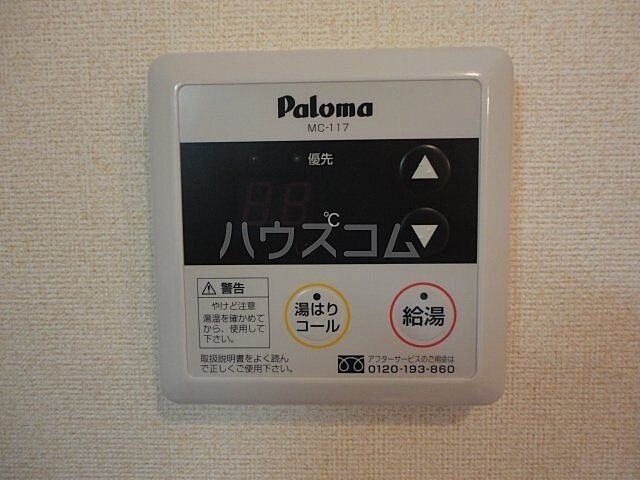 Paloma
MC-117
優先
℃
ハウスコム
警告
やけど注意
湯温を確かめて
から、使用して
下さい。
取扱説明書をよく読ん
で正しくご使用下さい。
湯はり
コール
給湯
アフターサービスのご用命は
0120-193-860